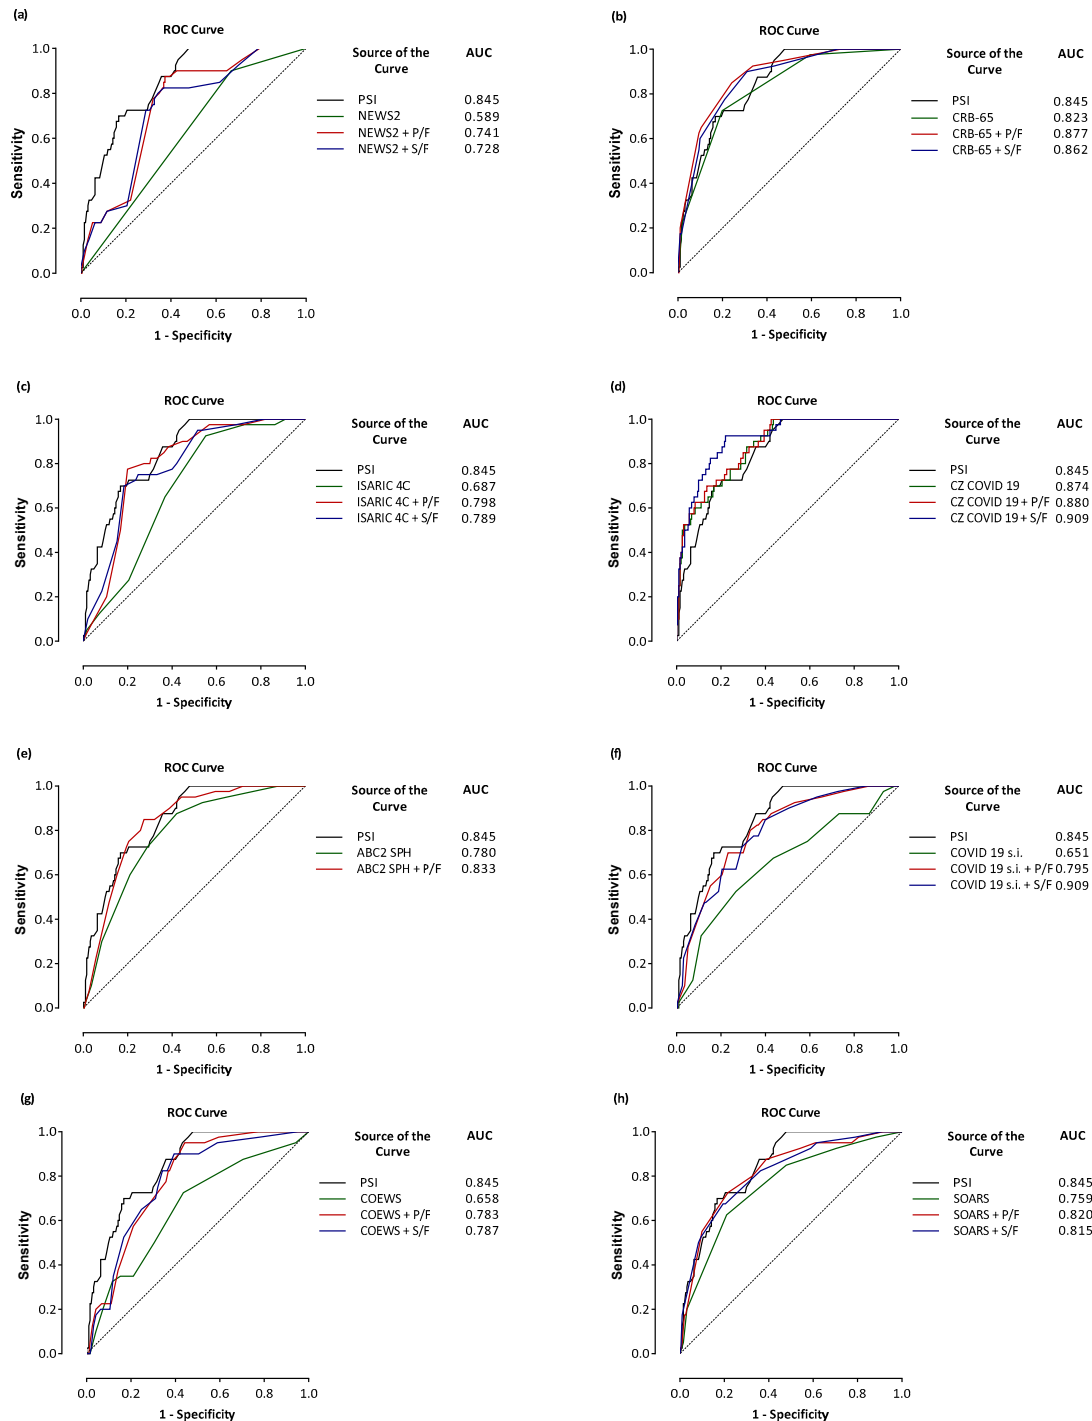 (a)
ROC Curve
Source of the Curve AUC
PSI 0.845
NEWS2 0.589
NEWS2 + P/F 0.741
NEWS2 + S/F 0.728
Sensitivity
1.0
0.8
0.6
0.4
0.2
0.0
0.0 0.2 0.4 0.6 0.8 1.0
1 - Specificity
(b)
ROC Curve
Source of the Curve AUC
PSI 0.845
CRB-65 0.823
CRB-65 + P/F 0.877
CRB-65 + S/F 0.862
Sensitivity
1.0
0.8
0.6
0.4
0.2
0.0
0.0 0.2 0.4 0.6 0.8 1.0
1 - Specificity
(c)
ROC Curve
Source of the Curve AUC
PSI 0.845
ISARIC 4C 0.687
ISARIC 4C + P/F 0.798
ISARIC 4C + S/F 0.789
Sensitivity
1.0
0.8
0.6
0.4
0.2
0.0
0.0 0.2 0.4 0.6 0.8 1.0
1 - Specificity
(d)
ROC Curve
Source of the Curve AUC
PSI 0.845
CZ COVID 19 0.874
CZ COVID 19 + P/F 0.880
CZ COVID 19 + S/F 0.909
Sensitivity
1.0
0.8
0.6
0.4
0.2
0.0
0.0 0.2 0.4 0.6 0.8 1.0
1 - Specificity
(e)
ROC Curve
Source of the Curve AUC
PSI 0.845
ABC2 SPH 0.780
ABC2 SPH + P/F 0.833
Sensitivity
1.0
0.8
0.6
0.4
0.2
0.0
0.0 0.2 0.4 0.6 0.8 1.0
1 - Specificity
(f)
ROC Curve
Source of the Curve AUC
PSI 0.845
COVID 19 s.i. 0.651
COVID 19 s.i. + P/F 0.795
COVID 19 s.i. + S/F 0.909
Sensitivity
1.0
0.8
0.6
0.4
0.2
0.0
0.0 0.2 0.4 0.6 0.8 1.0
1 - Specificity
(g)
ROC Curve
Source of the Curve AUC
PSI 0.845
COEWS 0.658
COEWS + P/F 0.783
COEWS + S/F 0.787
Sensitivity
1.0
0.8
0.6
0.4
0.2
0.0
0.0 0.2 0.4 0.6 0.8 1.0
1 - Specificity
(h)
ROC Curve
Source of the Curve AUC
PSI 0.845
SOARS 0.759
SOARS + P/F 0.820
SOARS + S/F 0.815
Sensitivity
1.0
0.8
0.6
0.4
0.2
0.0
0.0 0.2 0.4 0.6 0.8 1.0
1 - Specificity